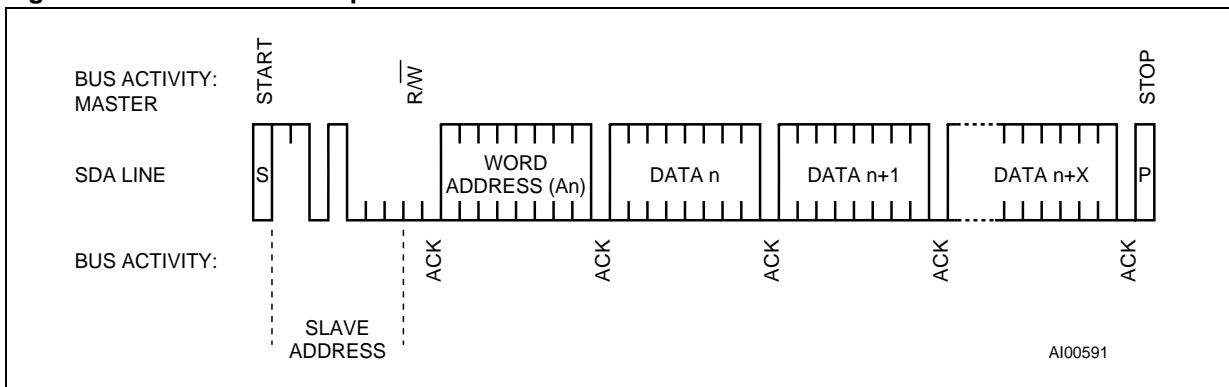 BUS ACTIVITY:
MASTER
START
R/W
STOP
SDA LINE
S
WORD
ADDRESS (An)
DATA n
DATA n+1
DATA n+X
P
BUS ACTIVITY:
ACK
ACK
ACK
ACK
ACK
SLAVE
ADDRESS
AI00591